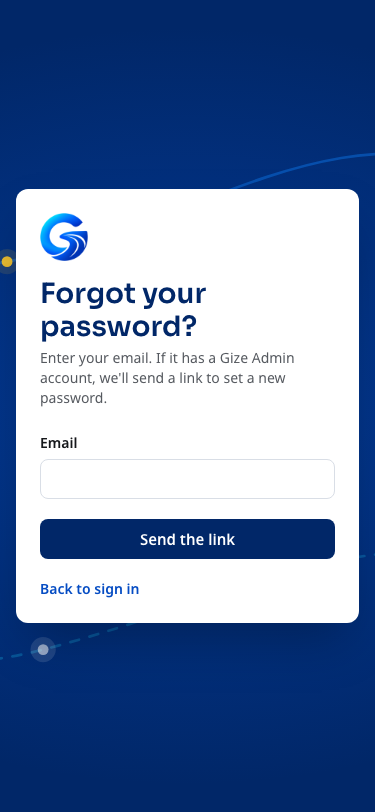 Forgot your
password?
Enter your email. If it has a Gize Admin
account, we'll send a link to set a new
password.
Email
Send the link
Back to sign in